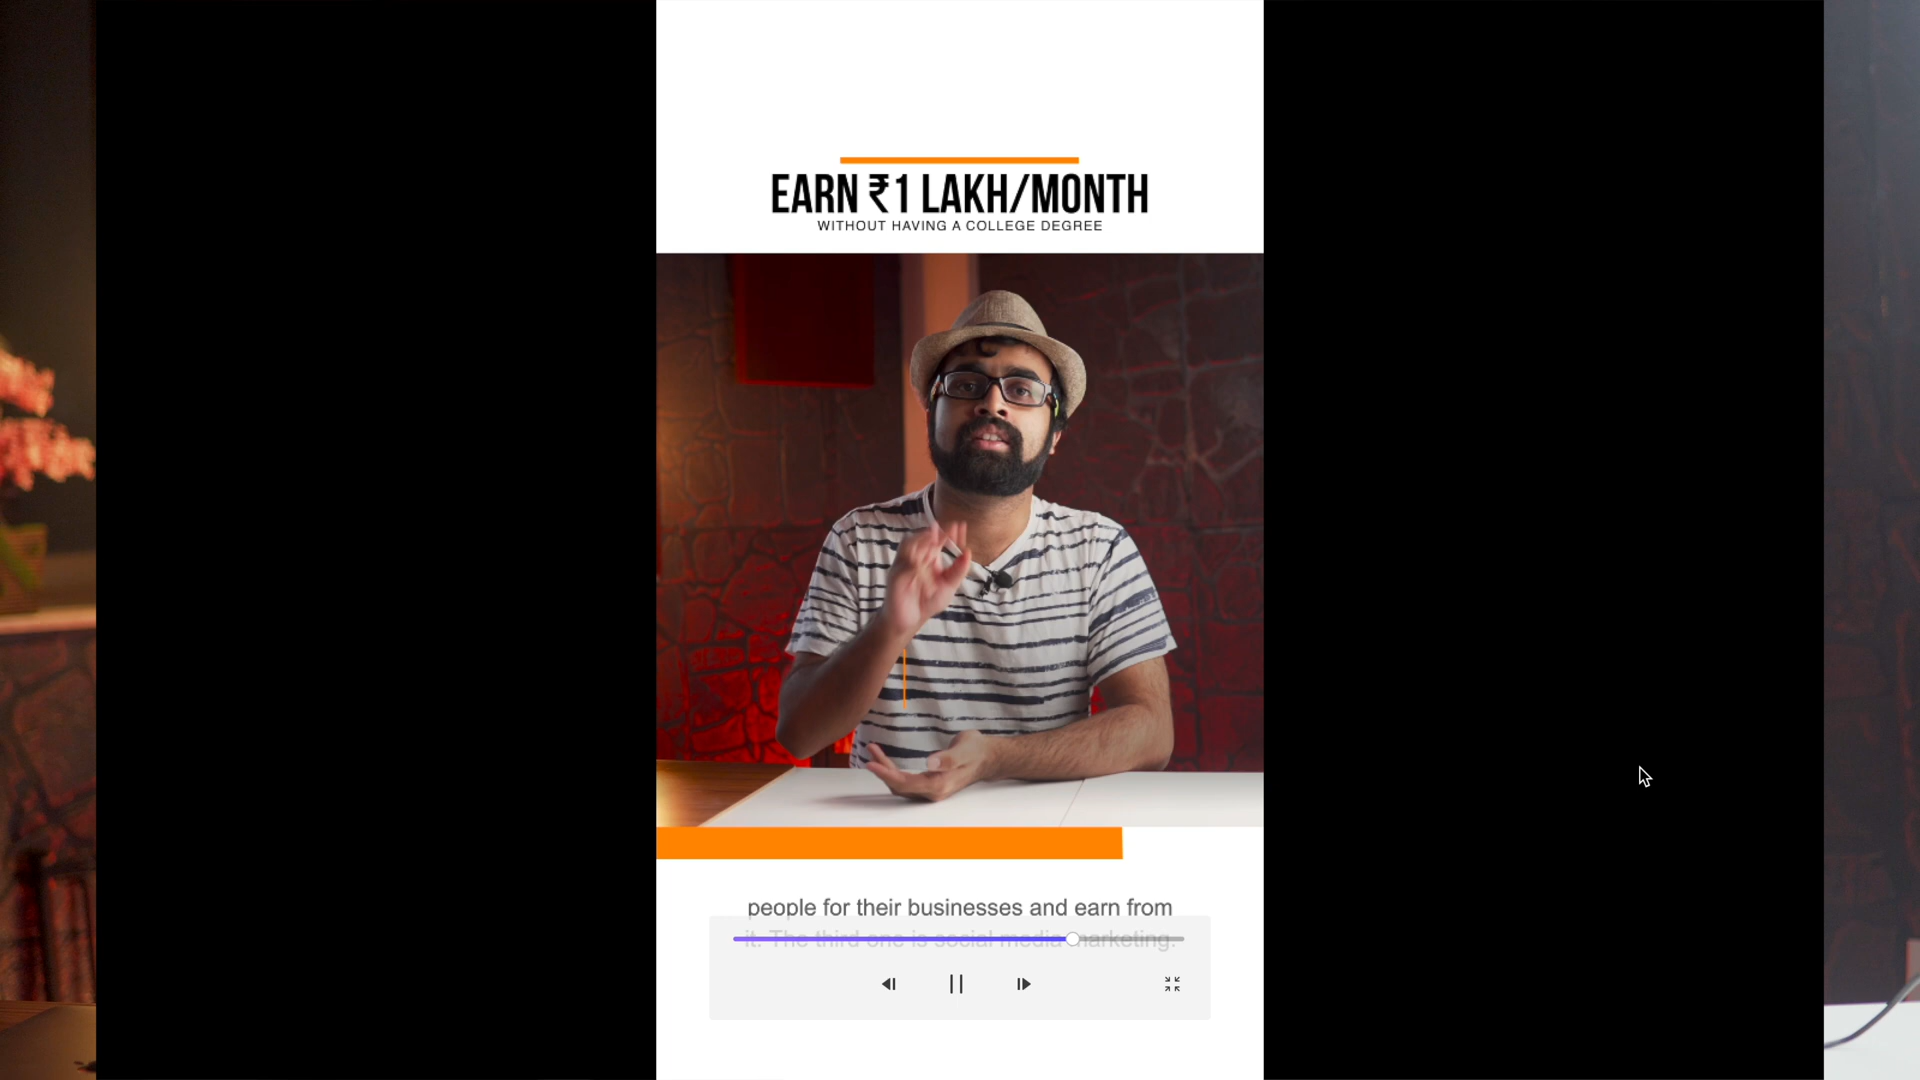 EARN ₹1 LAKH/MONTH
WITHOUT HAVING A COLLEGE DEGREE
people for their businesses and earn from
it. The third one is social media marketing.